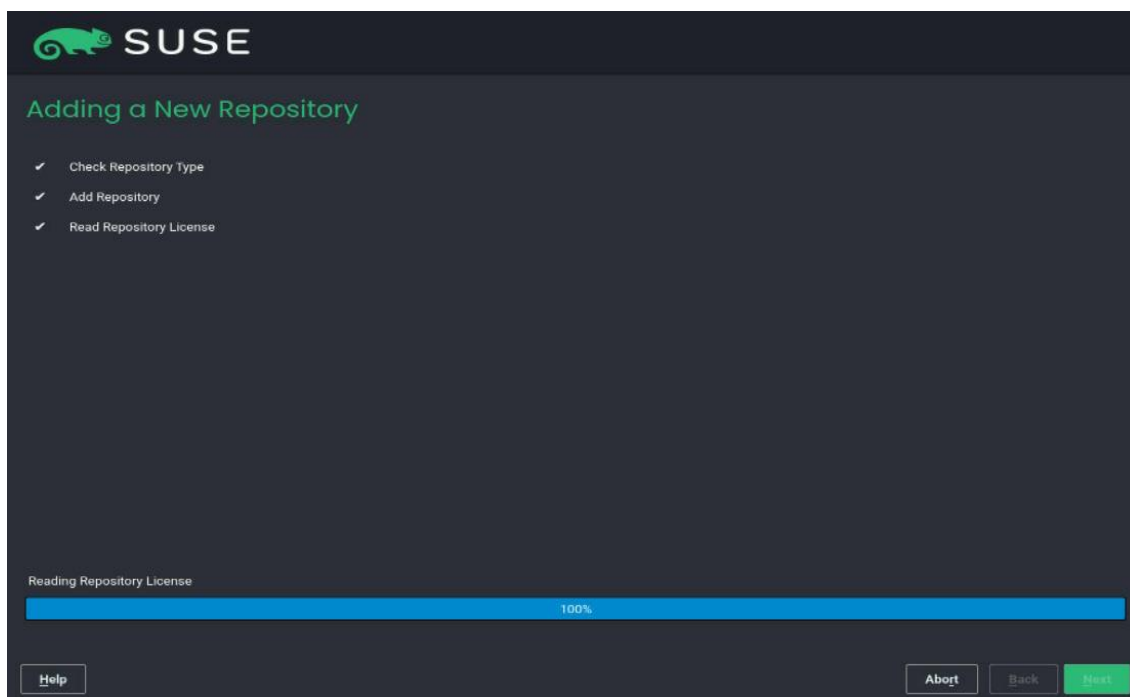 SUSE
Adding a New Repository
✔ Check Repository Type
✔ Add Repository
✔ Read Repository License
Reading Repository License
100%
Help Abort Back Next